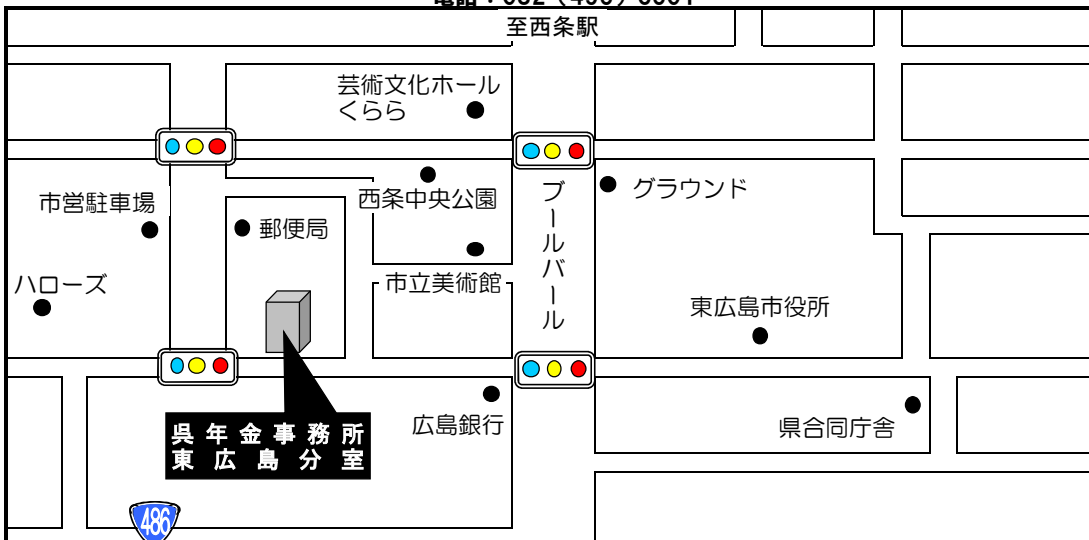 至西条駅
芸術文化ホール
くらら
市営駐車場
西条中央公園
グラウンド
郵便局
ブールバール
ハローズ
市立美術館
東広島市役所
呉年金事務所
東広島分室
広島銀行
県合同庁舎
486